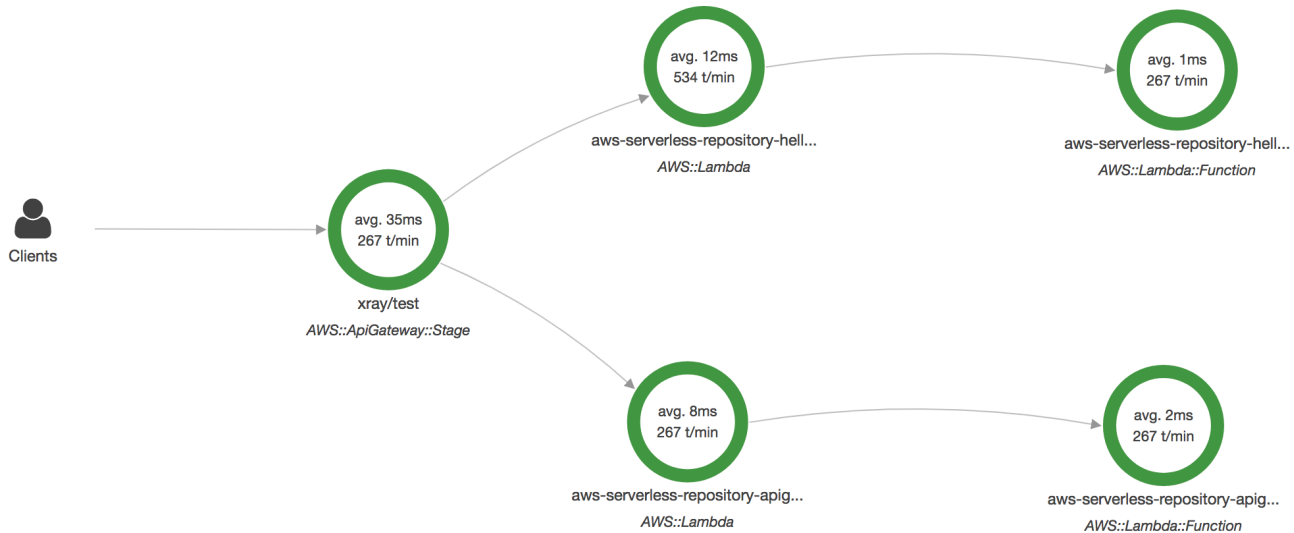 avg. 12ms
534 t/min
aws-serverless-repository-hell...
AWS::Lambda
avg. 1ms
267 t/min
aws-serverless-repository-hell...
AWS::Lambda::Function
Clients
avg. 35ms
267 t/min
xray/test
AWS::ApiGateway::Stage
avg. 8ms
267 t/min
aws-serverless-repository-apig...
AWS::Lambda
avg. 2ms
267 t/min
aws-serverless-repository-apig...
AWS::Lambda::Function